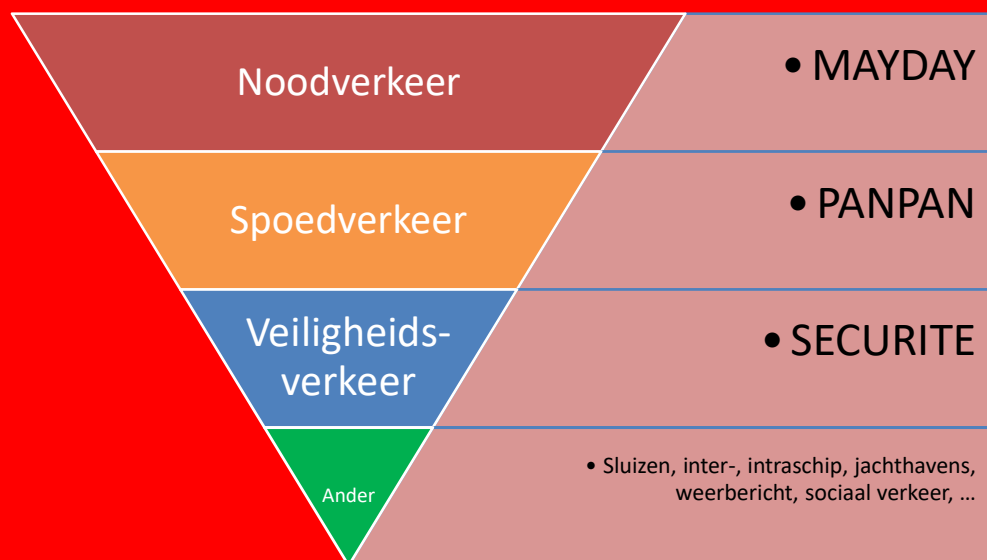 Noodverkeer
• MAYDAY
Spoedverkeer
• PANPAN
Veiligheids-
verkeer
• SECURITE
Ander
• Sluizen, inter-, intraschip, jachthavens,
weerbericht, sociaal verkeer, ...